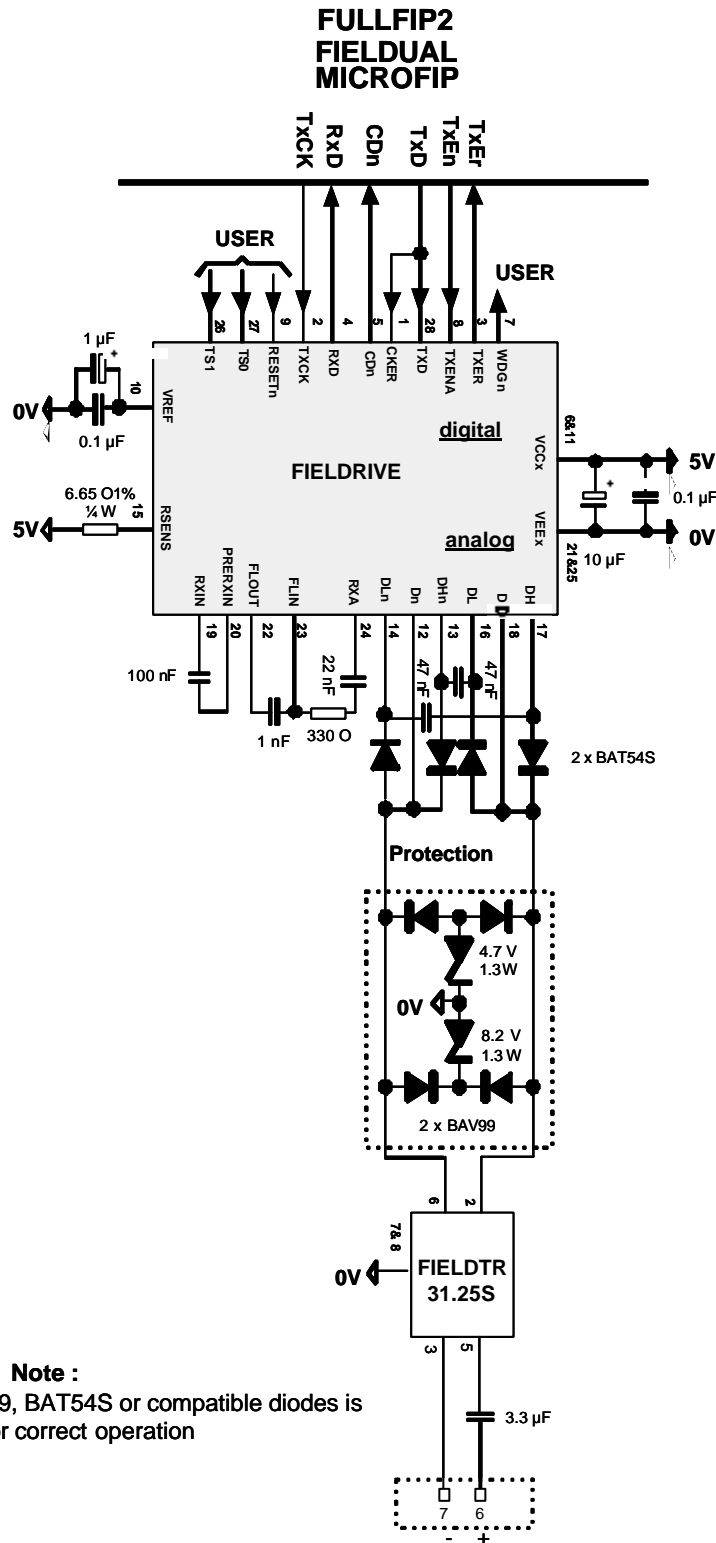 FULLFIP2
FIELDUAL
MICROFIP
TxCK
RxD
CDn
TxD
TxEn
TxEr
USER
USER
26
27
9
2
4
5
1
28
8
3
7
TS1
TS0
RESETn
TXCK
RXD
CDn
CKER
TXD
TXENA
TXER
WDGn
1 µF
+
10
VREF
0V
0.1 µF
digital
6&11
VCCx
5V
FIELDRIVE
+
0.1 µF
6.65 O1%
¼ W
15
RSENS
5V
analog
VEEx
0V
21&25
10 µF
RXIN
PRERXIN
FLOUT
FLIN
RXA
DLn
Dn
DHn
DL
D
DH
19
20
22
23
24
14
12
13
16
18
17
100 nF
22 nF
47 nF
47 nF
1 nF
330 O
2 x BAT54S
Protection
4.7 V
1.3W
0V
8.2 V
1.3 W
2 x BAV99
6
2
7& 8
0V
FIELDTR
31.25S
3
5
Note :
9, BAT54S or compatible diodes is
or correct operation
3.3 µF
7
6
-
+